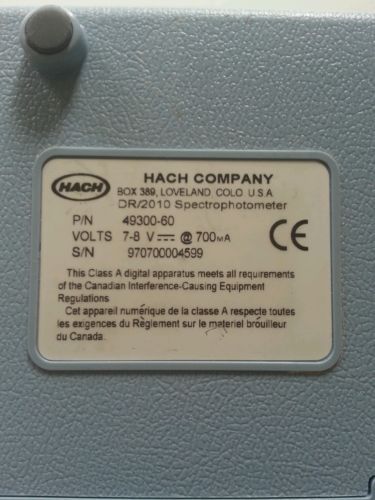 HACH
HACH COMPANY
BOX 389, LOVELAND, COLO. U.S.A.
DR/2010 Spectrophotometer
P/N 49300-60
VOLTS 7-8 V ⎓ @ 700mA
S/N 970700004599
CE
This Class A digital apparatus meets all requirements
of the Canadian Interference-Causing Equipment
Regulations
Cet appareil numérique de la classe A respecte toutes
les exigences du Règlement sur le materiel brouilleur
du Canada.